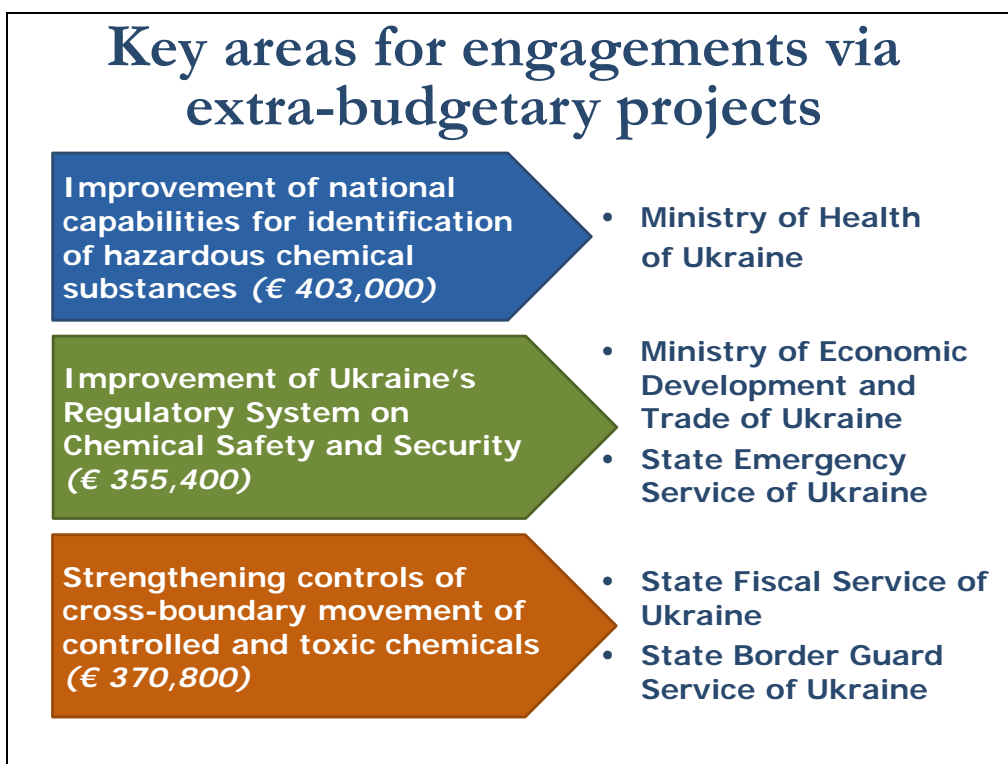 Key areas for engagements via
extra-budgetary projects
Improvement of national
capabilities for identification
of hazardous chemical
substances (€ 403,000)
• Ministry of Health
of Ukraine
Improvement of Ukraine’s
Regulatory System on
Chemical Safety and Security
(€ 355,400)
• Ministry of Economic
Development and
Trade of Ukraine
• State Emergency
Service of Ukraine
Strengthening controls of
cross-boundary movement of
controlled and toxic chemicals
(€ 370,800)
• State Fiscal Service of
Ukraine
• State Border Guard
Service of Ukraine